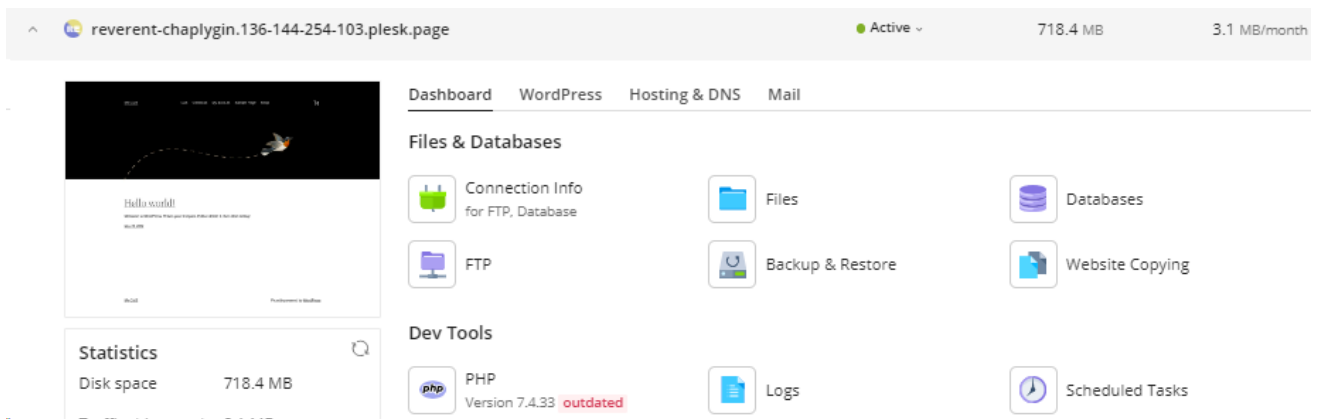 reverent-chaplygin.136-144-254-103.plesk.page
Active
718.4 MB
3.1 MB/month
Dashboard
WordPress
Hosting & DNS
Mail
Files & Databases
Connection Info
for FTP, Database
Files
Databases
FTP
Backup & Restore
Website Copying
Hello world!
Statistics
Disk space 718.4 MB
Dev Tools
php
PHP
Version 7.4.33 outdated
Logs
Scheduled Tasks